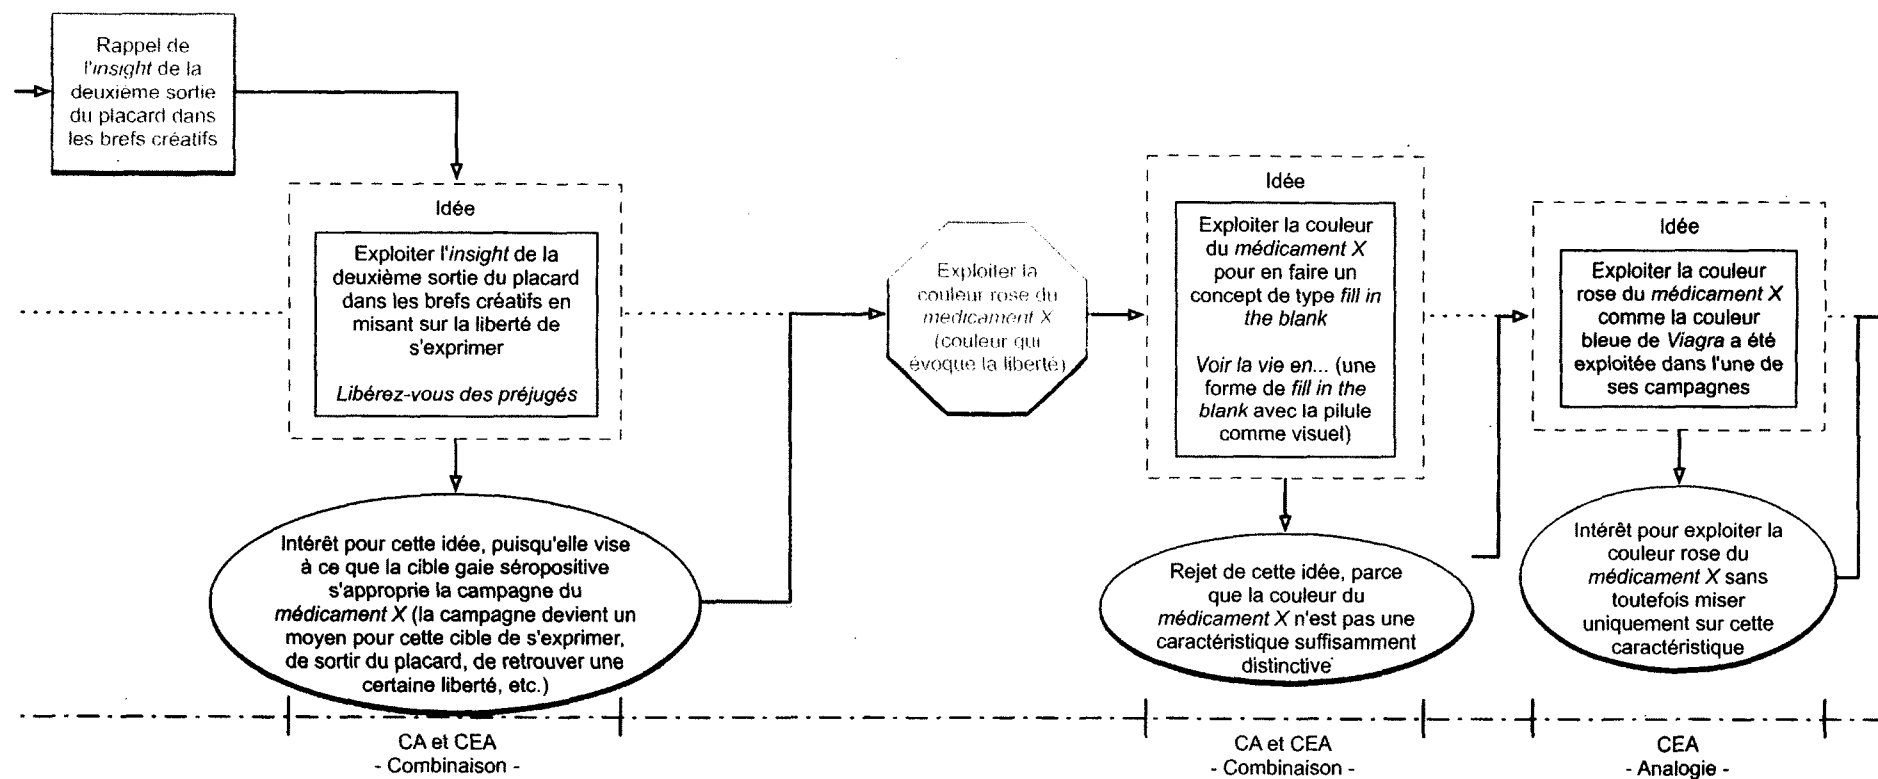 Rappel de
l'insight de la
deuxième sortie
du placard dans
les brefs créatifs
Idée
Exploiter l'insight de la
deuxième sortie du placard
dans les brefs créatifs en
misant sur la liberté de
s'exprimer
Libérez-vous des préjugés
Intérêt pour cette idée, puisqu'elle vise
à ce que la cible gaie séropositive
s'approprie la campagne du
médicament X (la campagne devient un
moyen pour cette cible de s'exprimer,
de sortir du placard, de retrouver une
certaine liberté, etc.)
CA et CEA
- Combinaison -
Exploiter la
couleur rose du
médicament X
(couleur qui
évoque la liberté)
Idée
Exploiter la couleur
du médicament X
pour en faire un
concept de type fill in
the blank
Voir la vie en... (une
forme de fill in the
blank avec la pilule
comme visuel)
Rejet de cette idée, parce
que la couleur du
médicament X n'est pas une
caractéristique suffisamment
distinctive
CA et CEA
- Combinaison -
Idée
Exploiter la couleur
rose du médicament X
comme la couleur
bleue de Viagra a été
exploitée dans l'une de
ses campagnes
Intérêt pour exploiter la
couleur rose du
médicament X sans
toutefois miser
uniquement sur cette
caractéristique
CEA
- Analogie -